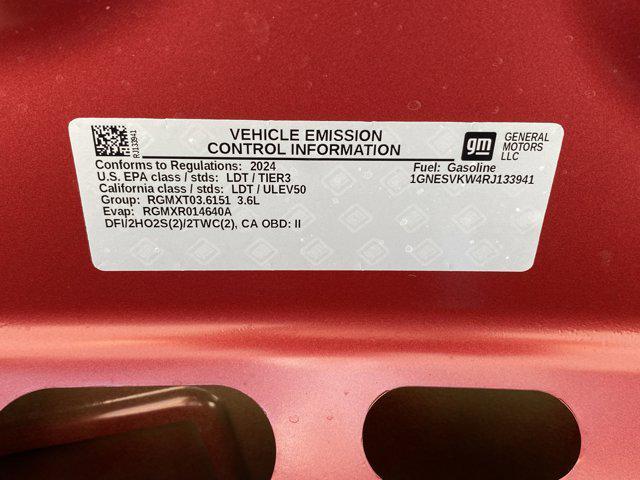 VEHICLE EMISSION
CONTROL INFORMATION
RJ133941
gm
GENERAL
MOTORS
LLC
Conforms to Regulations: 2024
U.S. EPA class / stds: LDT / TIER3
California class / stds: LDT / ULEV50
Group: RGMXT03.6151 3.6L
Evap: RGMXR014640A
DFI/2HO2S(2)/2TWC(2), CA OBD: II
Fuel: Gasoline
1GNESVKW4RJ133941